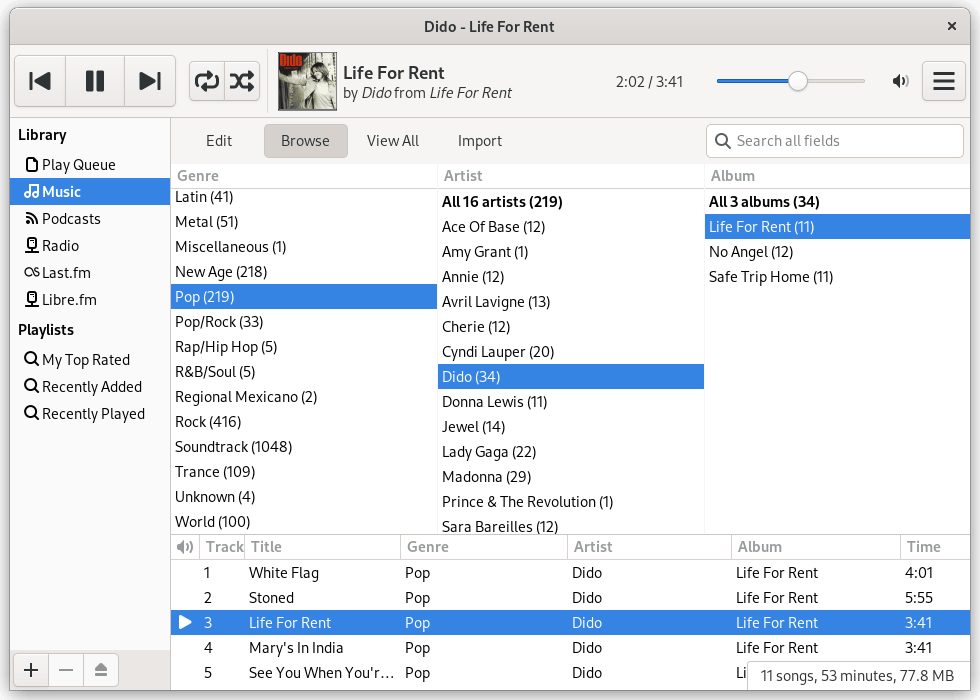 Dido - Life For Rent
Dido
Life For Rent
by Dido from Life For Rent
2:02 / 3:41
Library
Play Queue
Music
Podcasts
Radio
Last.fm
Libre.fm
Playlists
My Top Rated
Recently Added
Recently Played
Edit Browse View All Import Search all fields
Genre
Latin (41)
Metal (51)
Miscellaneous (1)
New Age (218)
Pop (219)
Pop/Rock (33)
Rap/Hip Hop (5)
R&B/Soul (5)
Regional Mexicano (2)
Rock (416)
Soundtrack (1048)
Trance (109)
Unknown (4)
World (100)
Artist
All 16 artists (219)
Ace Of Base (12)
Amy Grant (1)
Annie (12)
Avril Lavigne (13)
Cherie (12)
Cyndi Lauper (20)
Dido (34)
Donna Lewis (11)
Jewel (14)
Lady Gaga (22)
Madonna (29)
Prince & The Revolution (1)
Sara Bareilles (12)
Album
All 3 albums (34)
Life For Rent (11)
No Angel (12)
Safe Trip Home (11)
Track Title Genre Artist Album Time
1 White Flag Pop Dido Life For Rent 4:01
2 Stoned Pop Dido Life For Rent 5:55
3 Life For Rent Pop Dido Life For Rent 3:41
4 Mary's In India Pop Dido Life For Rent 3:41
5 See You When You'r... Pop Dido
11 songs, 53 minutes, 77.8 MB